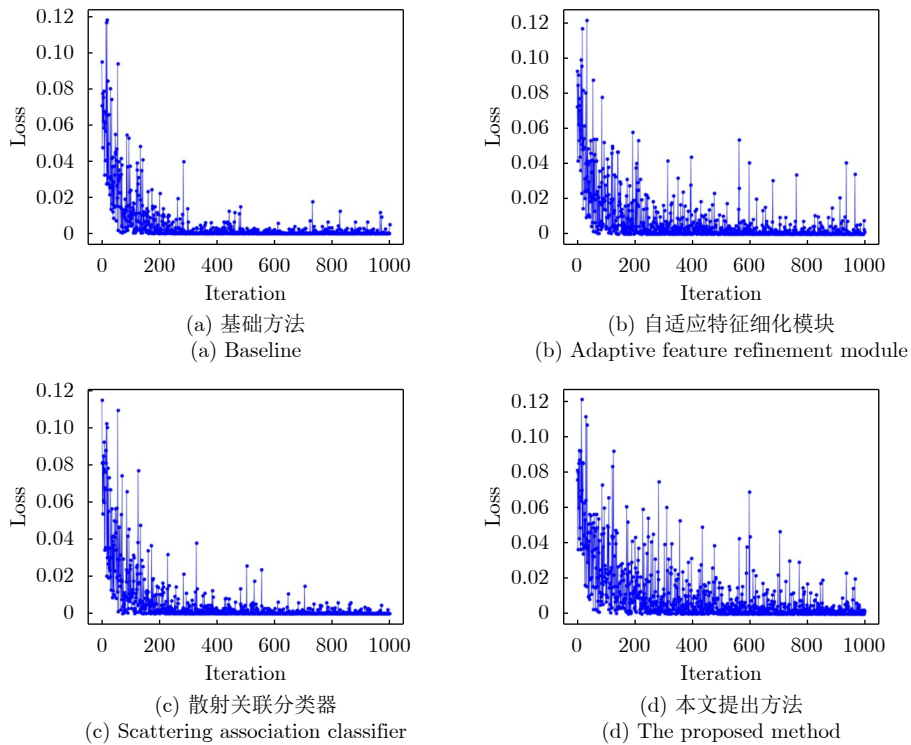 0.12
0.10
0.08
0.06
0.04
0.02
0
Loss
0 200 400 600 800 1000
Iteration
(a) 基础方法
(a) Baseline
0.12
0.10
0.08
0.06
0.04
0.02
0
Loss
0 200 400 600 800 1000
Iteration
(b) 自适应特征细化模块
(b) Adaptive feature refinement module
0.12
0.10
0.08
0.06
0.04
0.02
0
Loss
0 200 400 600 800 1000
Iteration
(c) 散射关联分类器
(c) Scattering association classifier
0.12
0.10
0.08
0.06
0.04
0.02
0
Loss
0 200 400 600 800 1000
Iteration
(d) 本文提出方法
(d) The proposed method